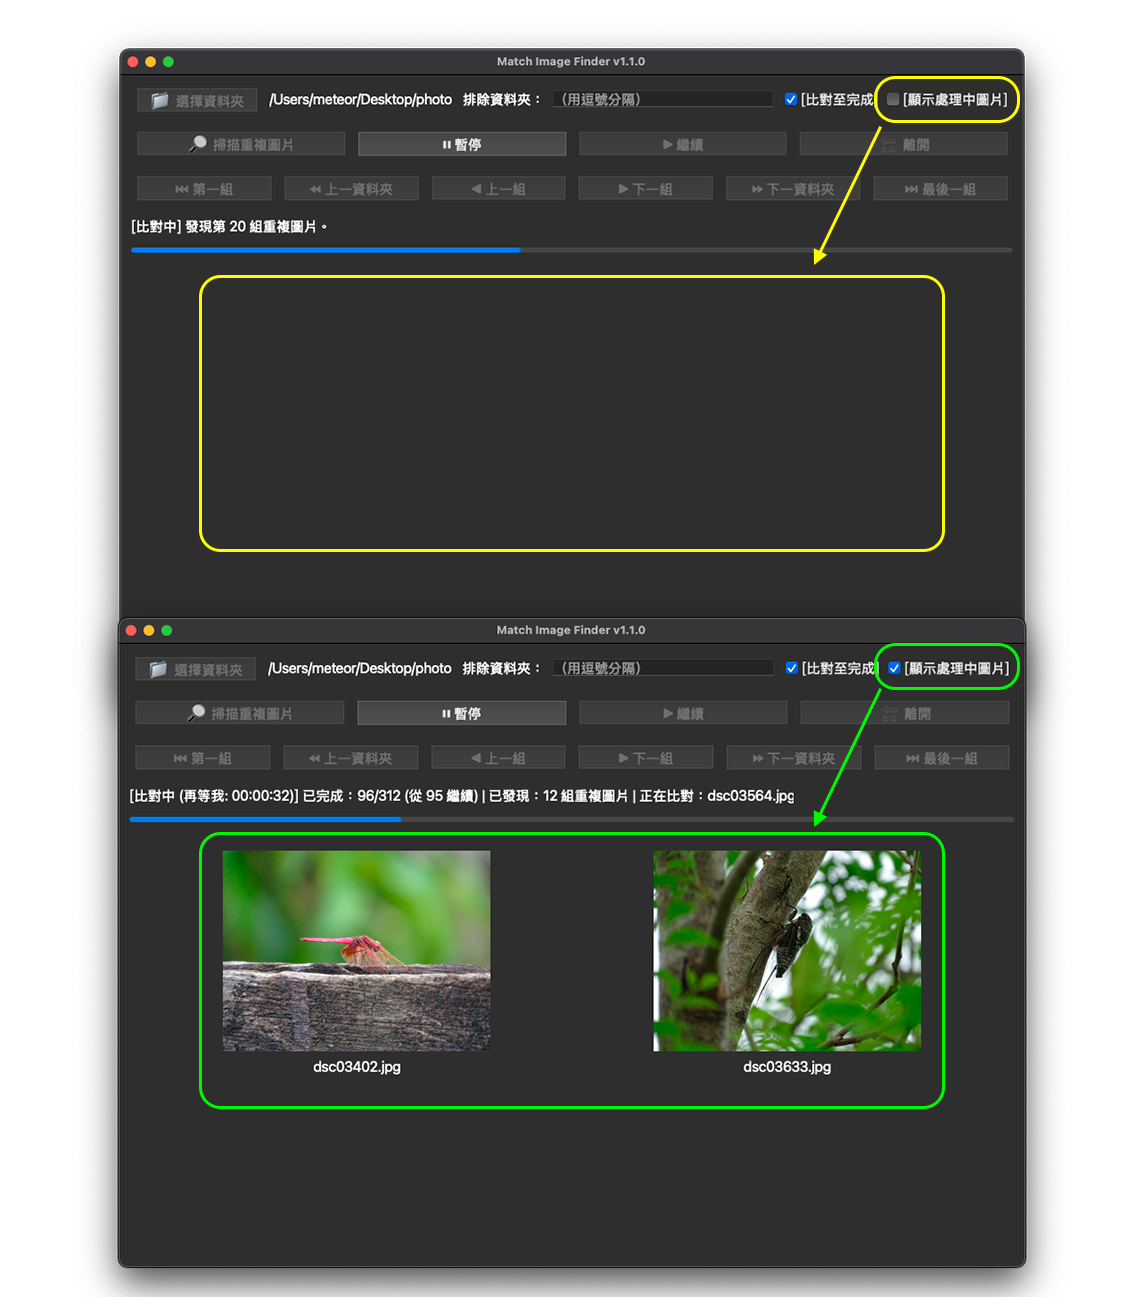 Match Image Finder v1.1.0
選擇資料夾 /Users/meteor/Desktop/photo 排除資料夾： （用逗號分隔） [比對至完成 [顯示處理中圖片]
掃描重複圖片 暫停 繼續 離開
第一組 上一資料夾 上一組 下一組 下一資料夾 最後一組
[比對中] 發現第 20 組重複圖片。
Match Image Finder v1.1.0
選擇資料夾 /Users/meteor/Desktop/photo 排除資料夾： （用逗號分隔） [比對至完成] [顯示處理中圖片]
掃描重複圖片 暫停 繼續 離開
第一組 上一資料夾 上一組 下一組 下一資料夾 最後一組
[比對中 (再等我: 00:00:32)] 已完成：96/312 (從 95 繼續) | 已發現：12 組重複圖片 | 正在比對：dsc03564.jpg
dsc03402.jpg dsc03633.jpg